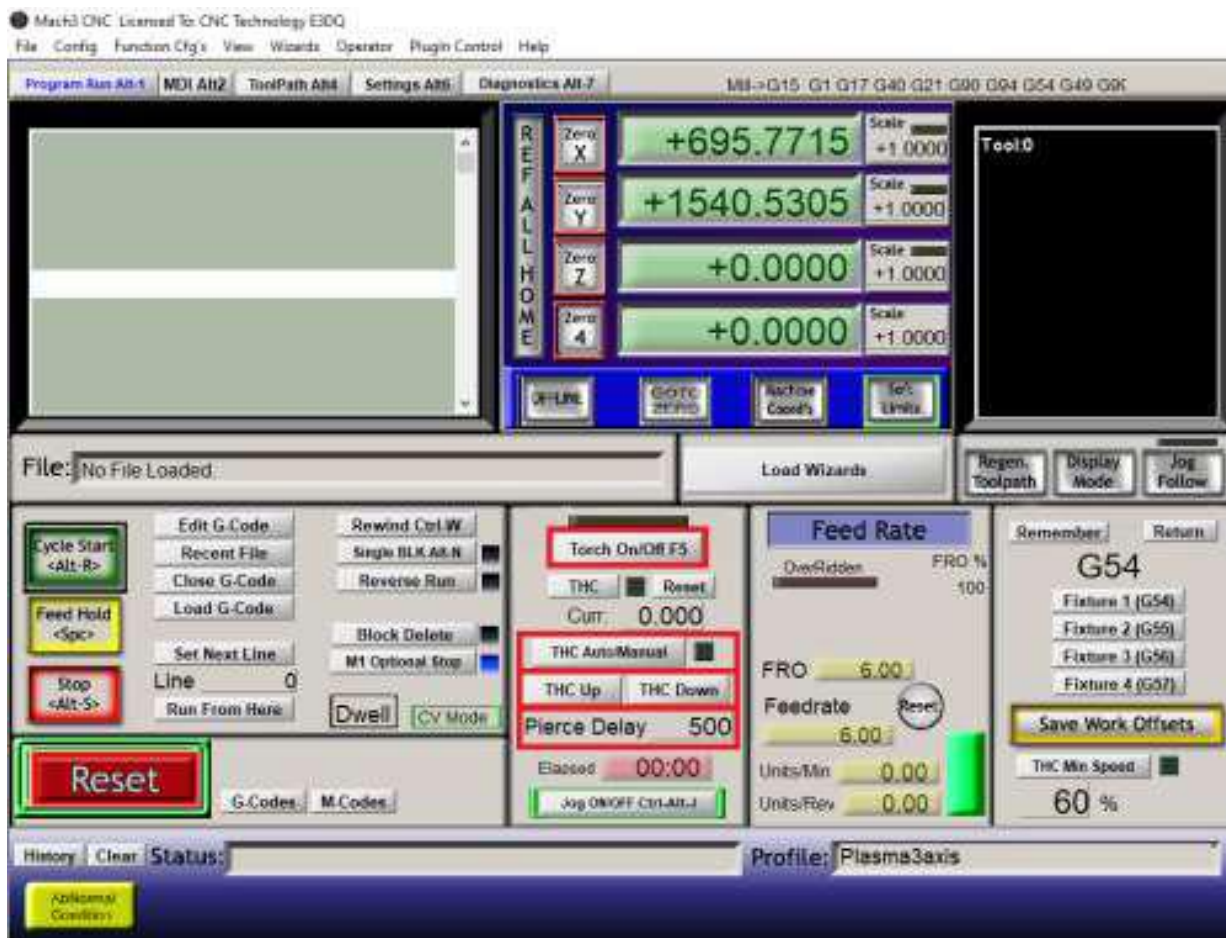 Mach3 CNC Licensed To: CNC Technology E3DQ
File Config Function Cfg's View Wizards Operator PlugIn Control Help
Program Run Alt-1 MDI Alt2 ToolPath Alt4 Settings Alt6 Diagnostics Alt-7 Mill->G15 G1 G17 G40 G21 G90 G94 G54 G49 G9
REF ALL HOME
Zero X +695.7715 Scale +1.0000
Zero Y +1540.5305 Scale +1.0000
Zero Z +0.0000 Scale +1.0000
Zero 4 +0.0000 Scale +1.0000
Tool:0
OFFLINE GOTO ZERO Machine Coord's Soft Limits
File: No File Loaded.
Load Wizards
Regen. Toolpath Display Mode Jog Follow
Cycle Start <Alt-R>
Feed Hold <Spc>
Stop <Alt-S>
Edit G-Code
Recent File
Close G-Code
Load G-Code
Set Next Line
Line 0
Run From Here
Rewind Ctrl-W
Single BLK Alt-N
Reverse Run
Block Delete
M1 Optional Stop
Dwell CV Mode
Reset
G-Codes M-Codes
Torch On/Off F5
THC Reset
Curr. 0.000
THC Auto/Manual
THC Up THC Down
Pierce Delay 500
Elapsed 00:00
Jog ON/OFF Ctrl-Alt-J
Feed Rate
OverRidden FRO %
100
FRO 6.00
Feedrate Reset
6.00
Units/Min 0.00
Units/Rev 0.00
Remember Return
G54
Fixture 1 (G54)
Fixture 2 (G55)
Fixture 3 (G56)
Fixture 4 (G57)
Save Work Offsets
THC Min Speed
60 %
History Clear Status:
Profile: Plasma3axis
AbNormal Condition